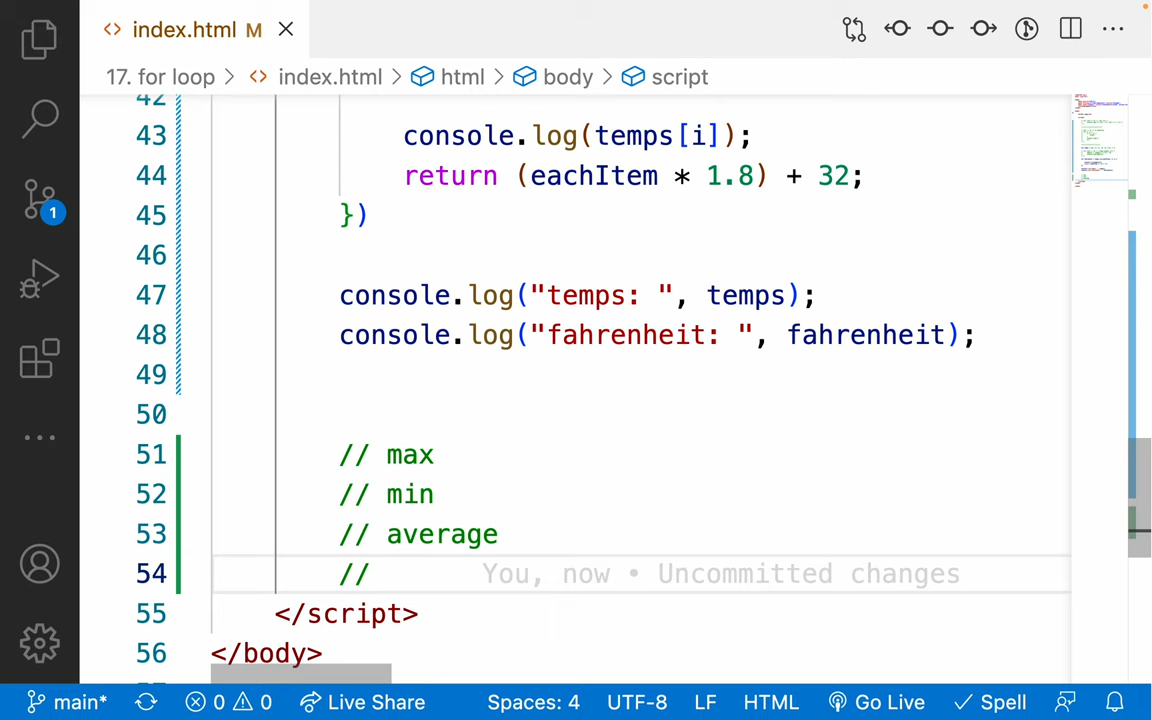 index.html M
17. for loop > index.html > html > body > script
42
43 console.log(temps[i]);
44 return (eachItem * 1.8) + 32;
45 })
46
47 console.log("temps: ", temps);
48 console.log("fahrenheit: ", fahrenheit);
49
50
51 // max
52 // min
53 // average
54 // You, now • Uncommitted changes
55 </script>
56 </body>
1
main* 0 0 Live Share Spaces: 4 UTF-8 LF HTML Go Live Spell